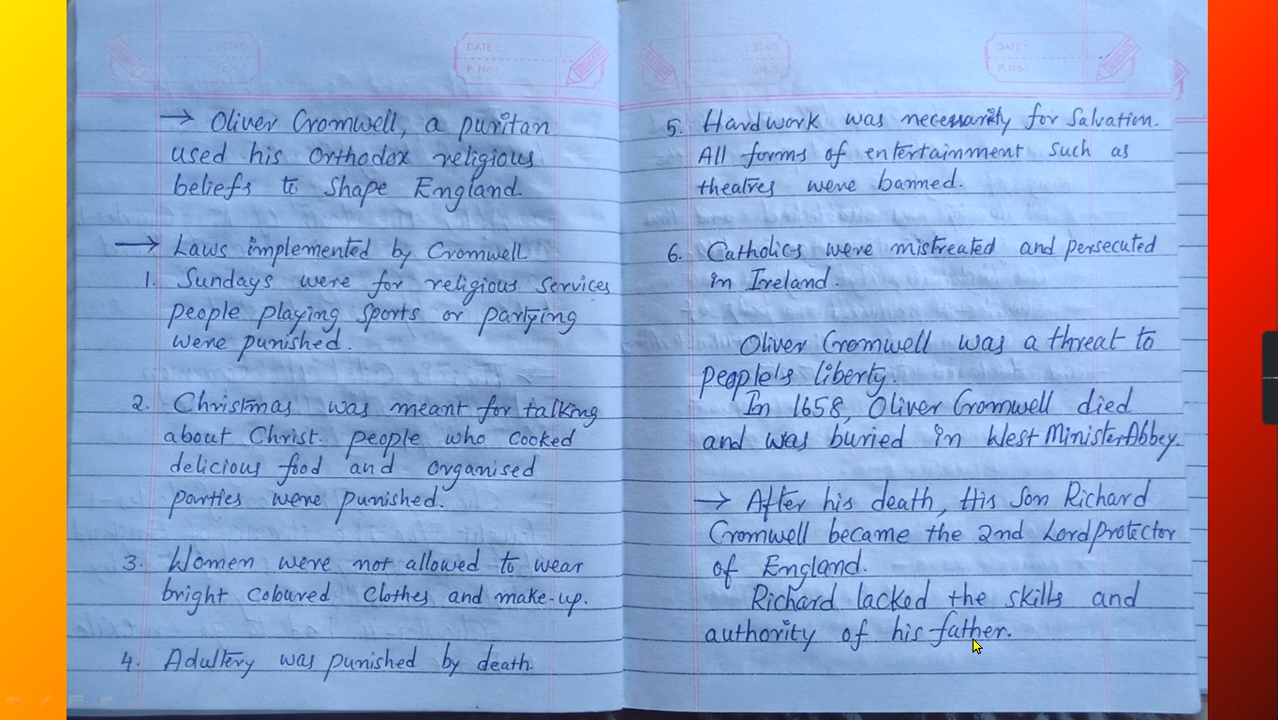 DATE :
P. No :
→ Oliver Cromwell, a puritan
used his Orthodox religious
beliefs to Shape England.
→ Laws implemented by Cromwell
1. Sundays were for religious services
people playing sports or partying
were punished.
2. Christmas was meant for talking
about Christ. people who cooked
delicious food and organised
parties were punished.
3. Women were not allowed to wear
bright coloured clothes and make-up.
4. Adultery was punished by death.
DATE :
P. No :
5. Hardwork was necessarily for Salvation.
All forms of entertainment such as
theatres were banned.
6. Catholics were mistreated and persecuted
in Ireland.
Oliver Cromwell was a threat to
people's liberty.
In 1658, Oliver Cromwell died
and was buried in West MinisterAbbey.
→ After his death, His Son Richard
Cromwell became the 2nd Lord protector
of England.
Richard lacked the skills and
authority of his father.